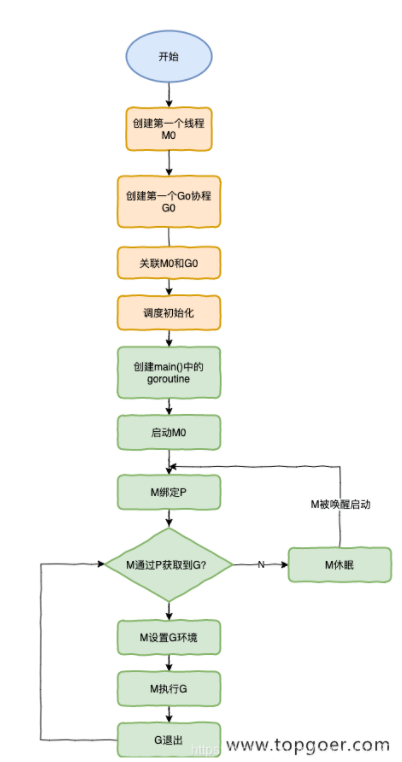 开始
创建第一个线程
M0
创建第一个Go协程
G0
关联M0和G0
调度初始化
创建main()中的
goroutine
启动M0
M绑定P
M被唤醒启动
M通过P获取到G?
N
M休眠
M设置G环境
M执行G
G退出
https:
www.topgoer.com